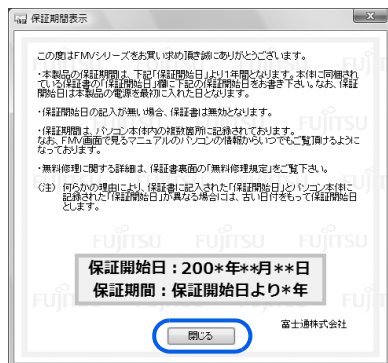 保証期間表示
この度はFMVシリーズをお買い求め頂き誠にありがとうございます。
・本製品の保証期間は、下記「保証開始日」より1年間となります。本体に同梱され
ている保証書の「保証開始日」欄に下記の保証開始日をお書き下さい。なお、保証
開始日は本製品の電源を最初に入れた日となります。
・保証開始日の記入が無い場合、保証書は無効となります。
・保証期間は、パソコン本体内の複数箇所に記録されております。
なお、FMV画面で見るマニュアルのパソコンの情報からいつでもご覧頂けるように
なっております。
・無料修理に関する詳細は、保証書裏面の「無料修理規定」をご覧下さい。
(注) 何らかの理由により、保証書に記入された「保証開始日」とパソコン本体に
記録された「保証開始日」が異なる場合には、古い日付をもって保証開始日
とします。
FUJITSU FUJITSU FUJITSU
保証開始日:200*年**月**日
保証期間:保証開始日より*年
閉じる
富士通株式会社